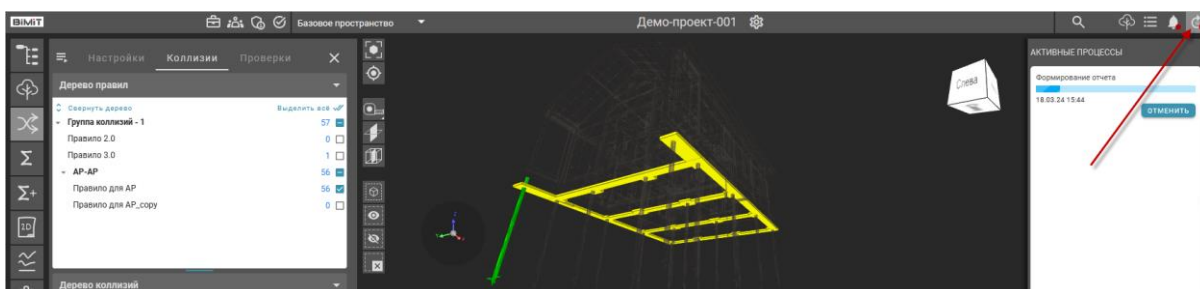 BIMiT
Базовое пространство
Демо-проект-001
Настройки Коллизии Проверки
Дерево правил
Свернуть дерево Выделить всё
Группа коллизий - 1 57
Правило 2.0 0
Правило 3.0 1
АР-АР 56
Правило для АР 56
Правило для АР_copy 0
Дерево коллизий
2D
Слева
АКТИВНЫЕ ПРОЦЕССЫ
Формирование отчета
18.03.24 15:44
ОТМЕНИТЬ